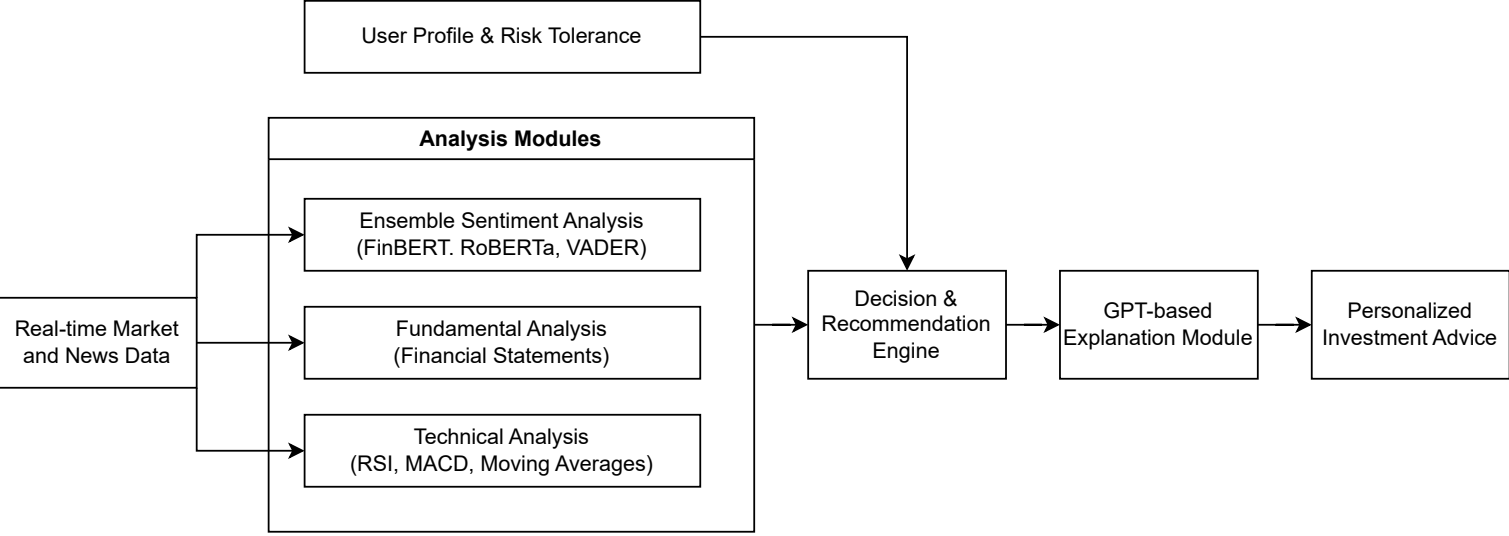 User Profile & Risk Tolerance
Analysis Modules
Ensemble Sentiment Analysis
(FinBERT. RoBERTa, VADER)
Real-time Market
and News Data
Fundamental Analysis
(Financial Statements)
Technical Analysis
(RSI, MACD, Moving Averages)
Decision &
Recommendation
Engine
GPT-based
Explanation Module
Personalized
Investment Advice